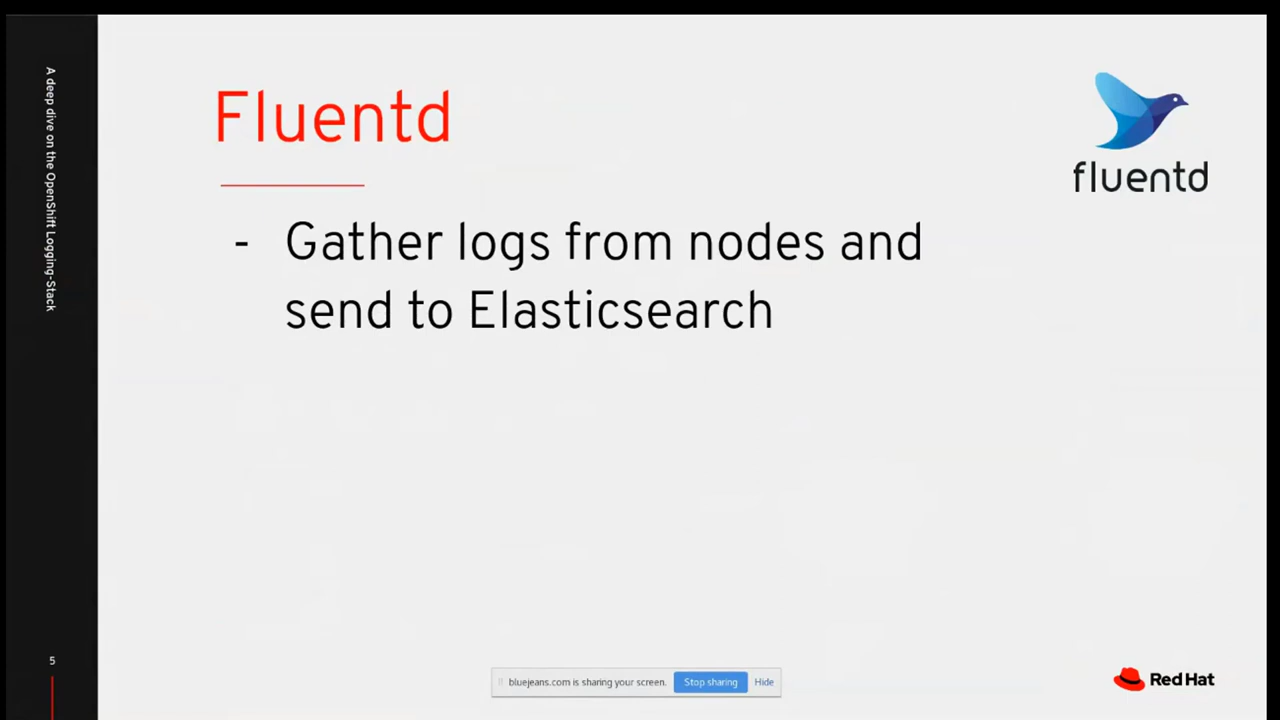 A deep dive on the OpenShift Logging-Stack
Fluentd
fluentd
- Gather logs from nodes and
send to Elasticsearch
5
bluejeans.com is sharing your screen. Stop sharing Hide
Red Hat